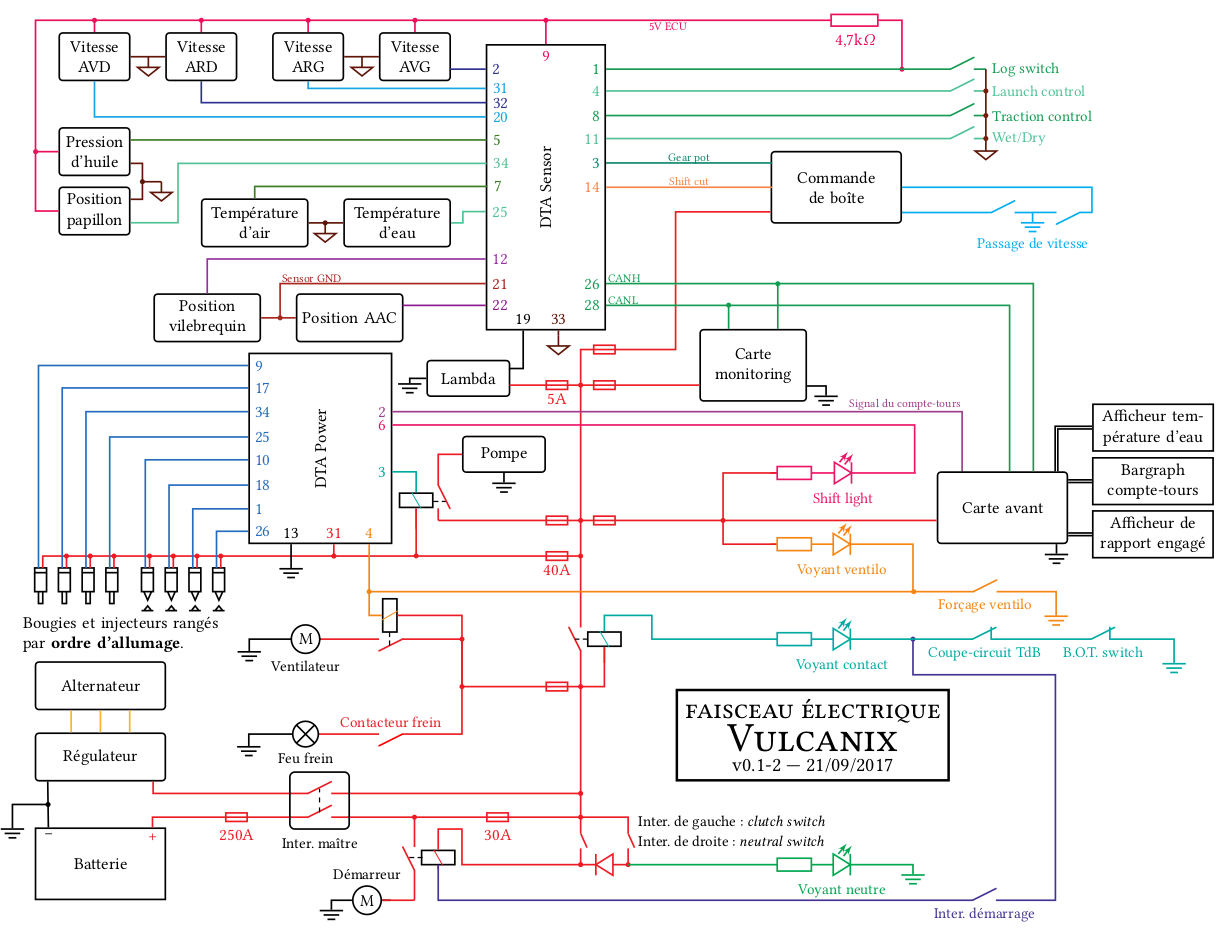 5V ECU
4,7kΩ
Vitesse
AVD
Vitesse
ARD
Vitesse
ARG
Vitesse
AVG
9
2
31
32
20
5
34
7
25
12
21
22
19
33
DTA Sensor
1
4
8
11
3
14
26
28
Log switch
Launch control
Traction control
Wet/Dry
Gear pot
Shift cut
Commande
de boîte
Passage de vitesse
Pression
d'huile
Position
papillon
Température
d'air
Température
d'eau
Sensor GND
Position
vilebrequin
Position AAC
CANH
CANL
Carte
monitoring
Lambda
5A
9
17
34
25
10
18
1
26
13
31
4
2
6
3
DTA Power
Signal du compte-tours
Pompe
Shift light
Carte avant
Afficheur tem-
pérature d'eau
Bargraph
compte-tours
Afficheur de
rapport engagé
40A
Voyant ventilo
Forçage ventilo
Bougies et injecteurs rangés
par ordre d'allumage.
M
Ventilateur
Voyant contact
Coupe-circuit TdB
B.O.T. switch
Alternateur
Régulateur
Contacteur frein
Feu frein
FAISCEAU ÉLECTRIQUE
VULCANIX
v0.1-2 — 21/09/2017
−
+
Batterie
250A
Inter. maître
30A
Inter. de gauche : clutch switch
Inter. de droite : neutral switch
Démarreur
M
Voyant neutre
Inter. démarrage